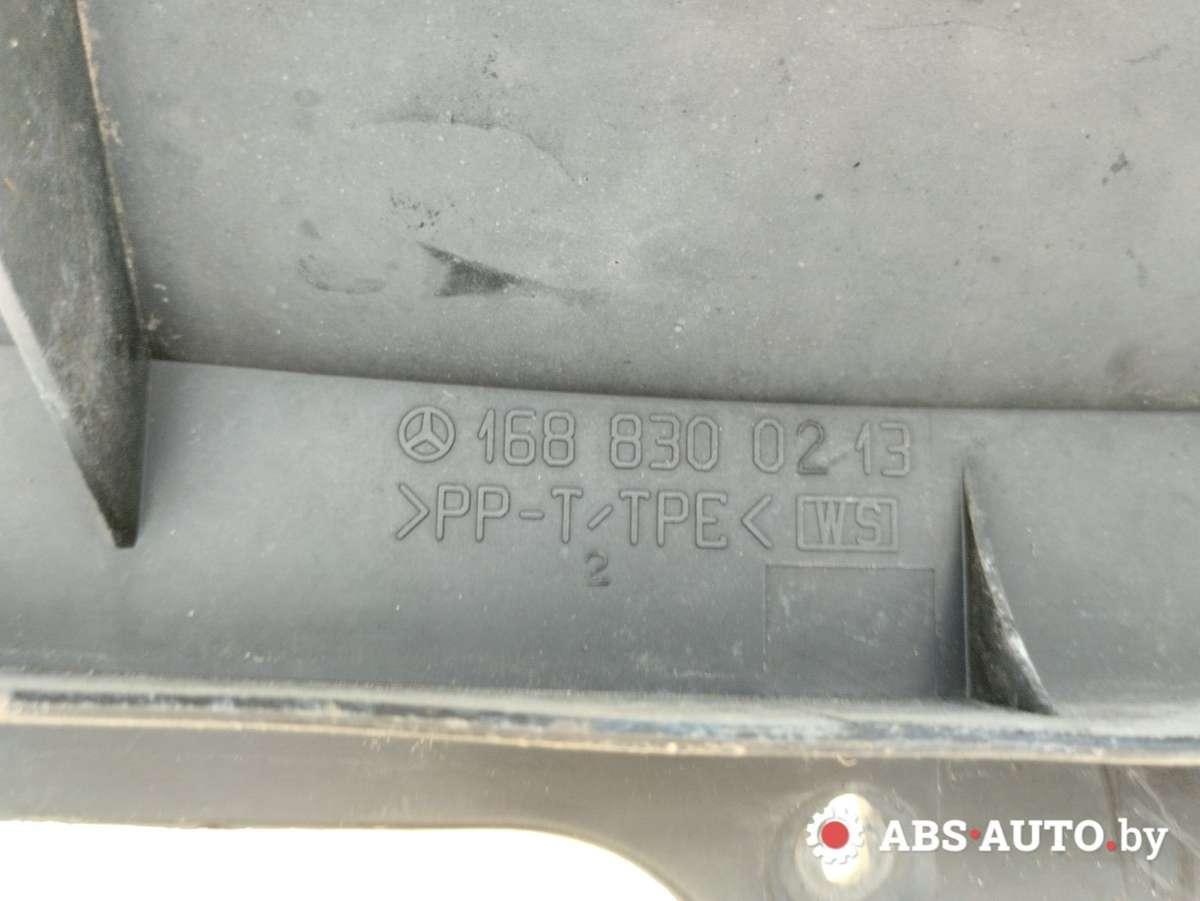 168 830 02 13
>PP-T/TPE< WS
2
ABS·AUTO.by